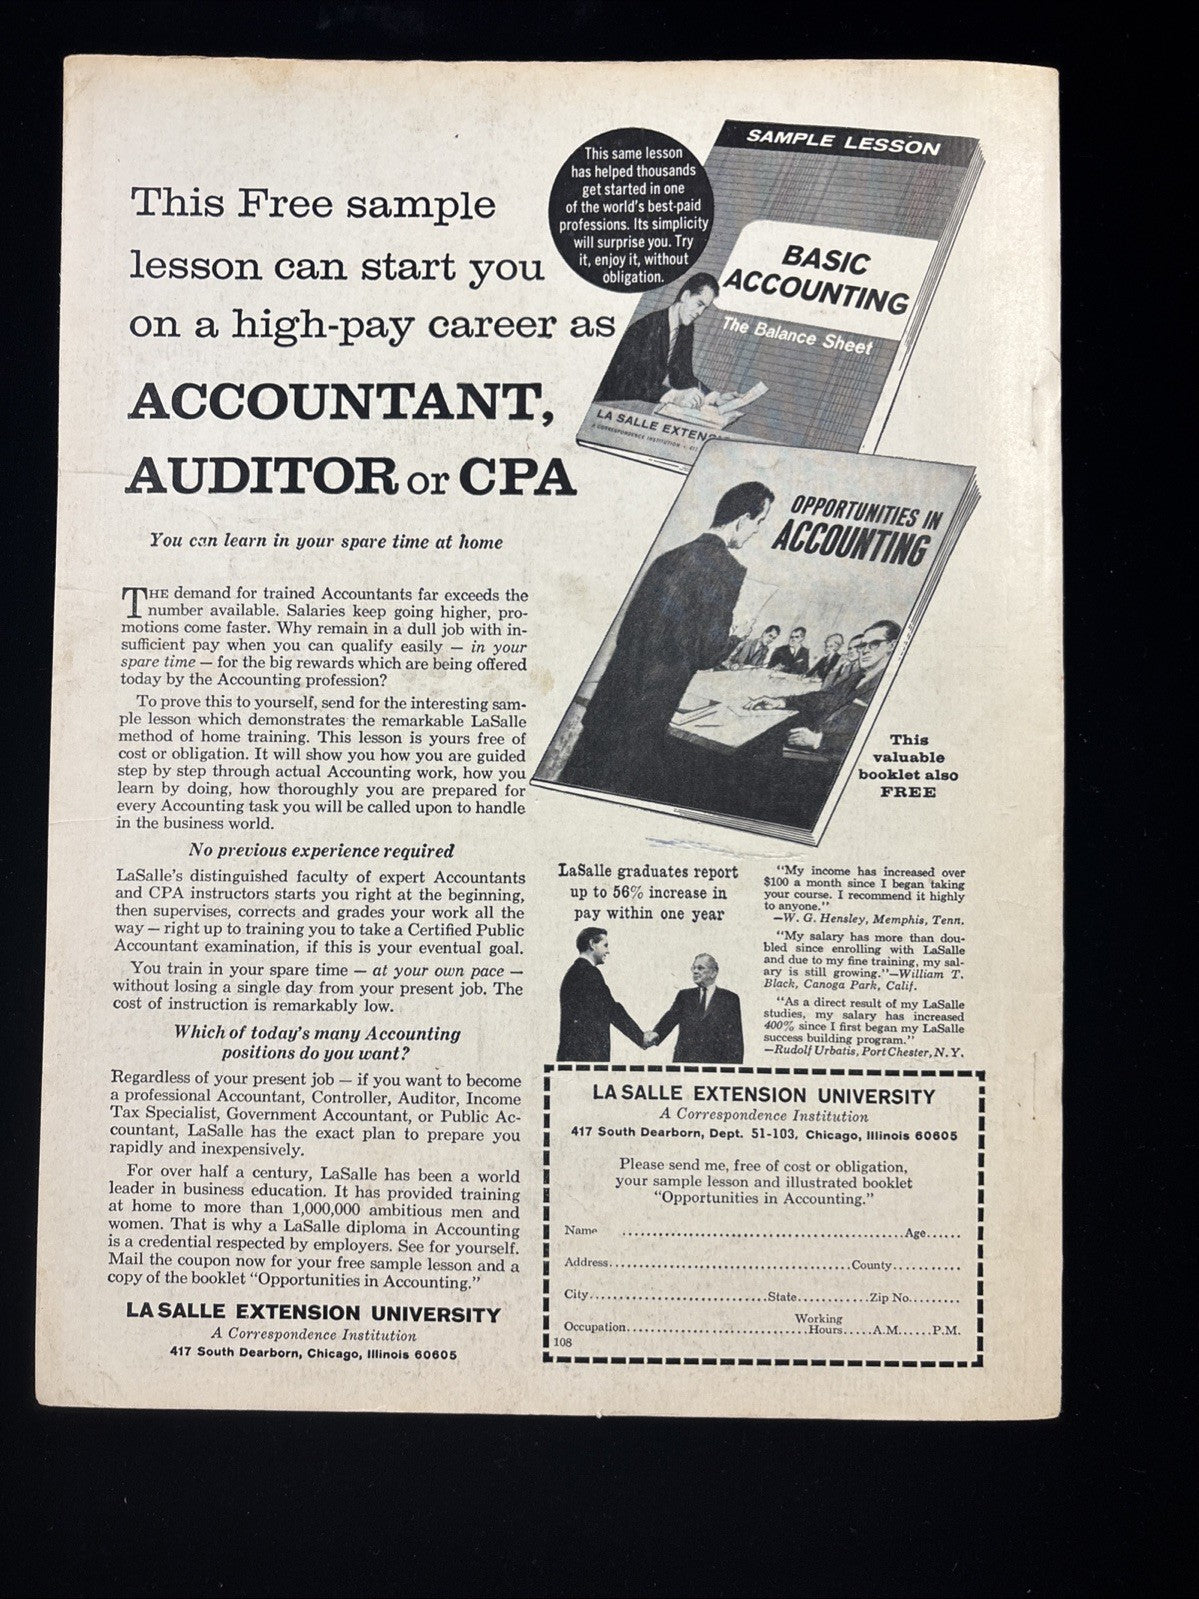 This Free sample
lesson can start you
on a high-pay career as
ACCOUNTANT,
AUDITOR or CPA
You can learn in your spare time at home
This same lesson
has helped thousands
get started in one
of the world's best-paid
professions. Its simplicity
will surprise you. Try
it, enjoy it, without
obligation.
SAMPLE LESSON
BASIC
ACCOUNTING
The Balance Sheet
LA SALLE EXTEN
A CORRESPONDENCE INSTITUTION
OPPORTUNITIES IN
ACCOUNTING
This
valuable
booklet also
FREE
THE demand for trained Accountants far exceeds the
number available. Salaries keep going higher, pro-
motions come faster. Why remain in a dull job with in-
sufficient pay when you can qualify easily — in your
spare time — for the big rewards which are being offered
today by the Accounting profession?
To prove this to yourself, send for the interesting sam-
ple lesson which demonstrates the remarkable LaSalle
method of home training. This lesson is yours free of
cost or obligation. It will show you how you are guided
step by step through actual Accounting work, how you
learn by doing, how thoroughly you are prepared for
every Accounting task you will be called upon to handle
in the business world.
No previous experience required
LaSalle's distinguished faculty of expert Accountants
and CPA instructors starts you right at the beginning,
then supervises, corrects and grades your work all the
way — right up to training you to take a Certified Public
Accountant examination, if this is your eventual goal.
You train in your spare time — at your own pace —
without losing a single day from your present job. The
cost of instruction is remarkably low.
Which of today's many Accounting
positions do you want?
Regardless of your present job — if you want to become
a professional Accountant, Controller, Auditor, Income
Tax Specialist, Government Accountant, or Public Ac-
countant, LaSalle has the exact plan to prepare you
rapidly and inexpensively.
For over half a century, LaSalle has been a world
leader in business education. It has provided training
at home to more than 1,000,000 ambitious men and
women. That is why a LaSalle diploma in Accounting
is a credential respected by employers. See for yourself.
Mail the coupon now for your free sample lesson and a
copy of the booklet "Opportunities in Accounting."
LA SALLE EXTENSION UNIVERSITY
A Correspondence Institution
417 South Dearborn, Chicago, Illinois 60605
LaSalle graduates report
up to 56% increase in
pay within one year
"My income has increased over
$100 a month since I began taking
your course. I recommend it highly
to anyone."
—W. G. Hensley, Memphis, Tenn.
"My salary has more than dou-
bled since enrolling with LaSalle
and due to my fine training, my sal-
ary is still growing."—William T.
Black, Canoga Park, Calif.
"As a direct result of my LaSalle
studies, my salary has increased
400% since I first began my LaSalle
success building program."
—Rudolf Urbatis, Port Chester, N.Y.
LA SALLE EXTENSION UNIVERSITY
A Correspondence Institution
417 South Dearborn, Dept. 51-103, Chicago, Illinois 60605
Please send me, free of cost or obligation,
your sample lesson and illustrated booklet
"Opportunities in Accounting."
Name ............................................... Age......
Address........................................County...........
City..............................State............Zip No.........
Working
Occupation..............................Hours.....A.M......P.M.
108